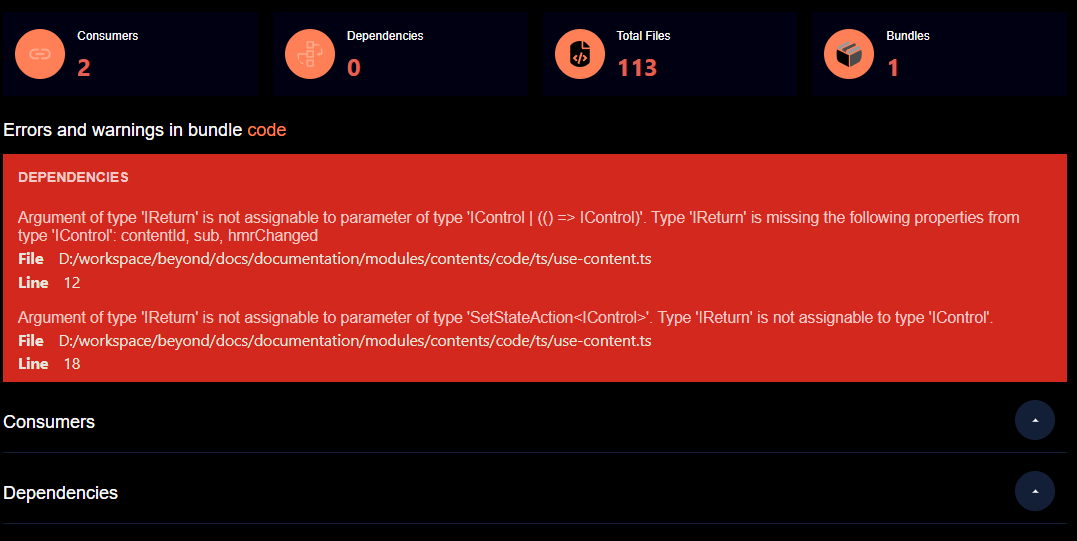 Consumers
2
Dependencies
0
Total Files
113
Bundles
1
Errors and warnings in bundle code
DEPENDENCIES
Argument of type 'IReturn' is not assignable to parameter of type 'IControl | (() => IControl)'. Type 'IReturn' is missing the following properties from
type 'IControl': contentId, sub, hmrChanged
File D:/workspace/beyond/docs/documentation/modules/contents/code/ts/use-content.ts
Line 12
Argument of type 'IReturn' is not assignable to parameter of type 'SetStateAction<IControl>'. Type 'IReturn' is not assignable to type 'IControl'.
File D:/workspace/beyond/docs/documentation/modules/contents/code/ts/use-content.ts
Line 18
Consumers
Dependencies